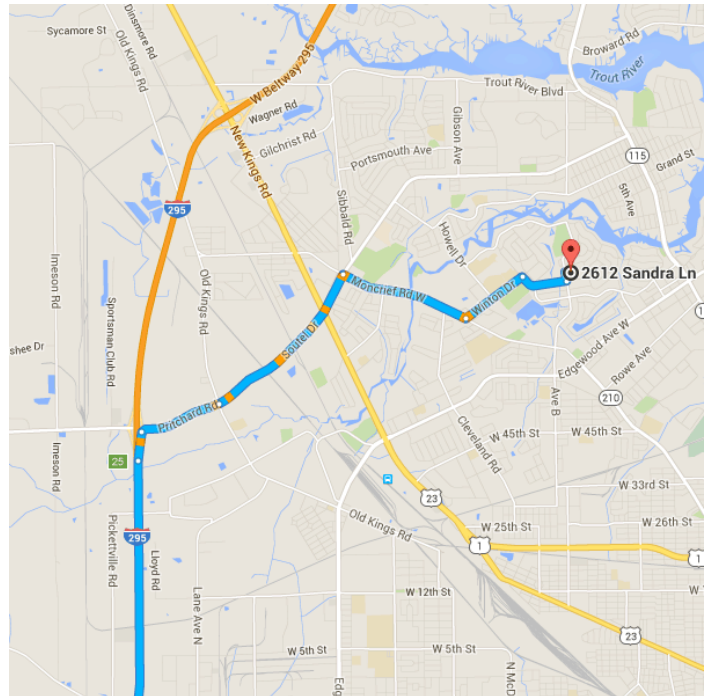 Sycamore St
Dinsmore Rd
Old Kings Rd
W Beltway 295
Broward Rd
Trout River
Trout River Blvd
Wagner Rd
Gilchrist Rd
New Kings Rd
Gibson Ave
Portsmouth Ave
115
Grand St
5th Ave
Sibbald Rd
295
Howell Dr
Imeson Rd
Sportsman Club Rd
Old Kings Rd
2612 Sandra Ln
Moncrief Rd W
Winton Dr
Soutel Dr
shee Dr
Edgewood Ave W
Rowe Ave
Ave B
210
Pritchard Rd
Cleveland Rd
W 45th St
W 45th St
Imeson Rd
25
W 33rd St
23
Old Kings Rd
W 25th St
W 26th St
1
1
295
Pickettville Rd
Lloyd Rd
Lane Ave N
W 12th St
W 5th St
W 5th St
23
N McD
Edg